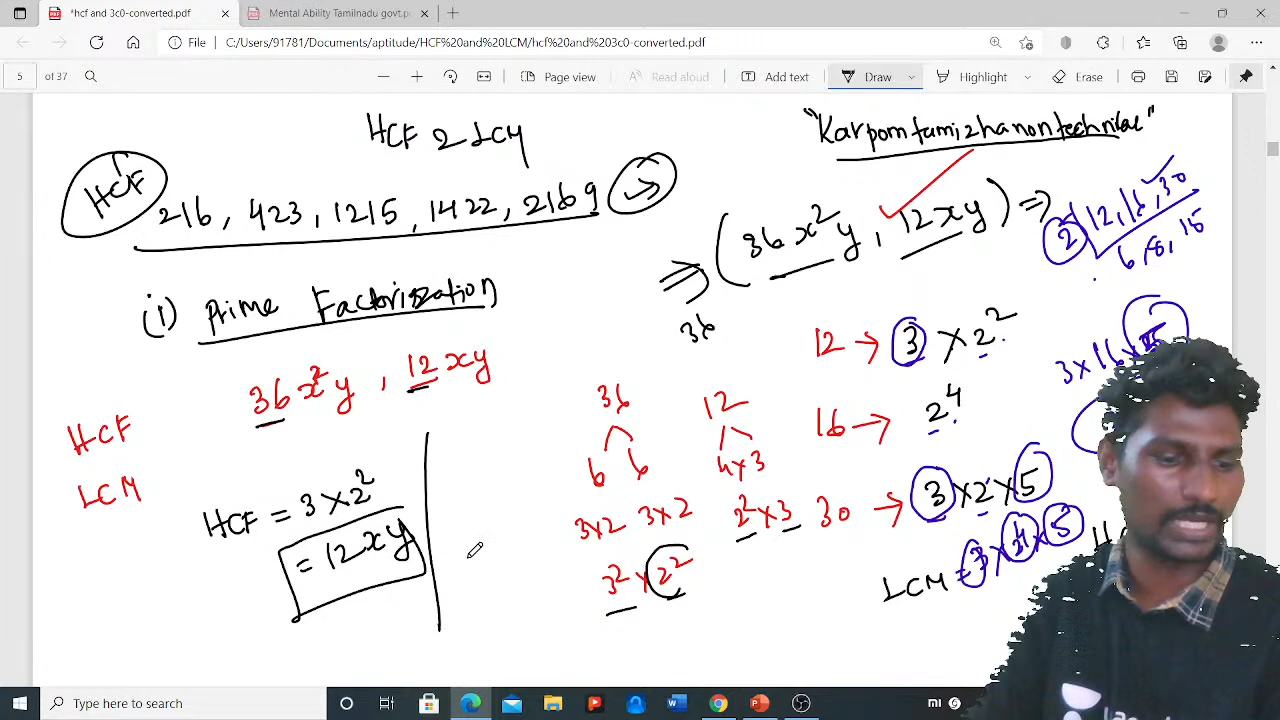 *hcf and 3c0-converted.pdf
Mental Ability Tamilnadu govt.p
File
C:/Users/91781/Documents/aptitude/HCF%20and%20LCM/hcf%20and%203c0-converted.pdf
5 of 37
Page view
Read aloud
Add text
Draw
Highlight
Erase
HCF 2 LCM
"Karpom tamizha non technical"
HCF
216, 423, 1215, 1422, 2169
⇒ (36x²y, 12xy) ⇒
2 12, 16, 30
6, 8, 15
36
(i) Prime Factorization
36x²y, 12xy
HCF
LCM
36
6 6
3×2 3×2
3² × 2²
12
4×3
2²×3
12 → 3 × 2²
16 → 2⁴
30 → 3×2×5
3×16×
HCF = 3×2²
= 12xy
LCM =
Type here to search